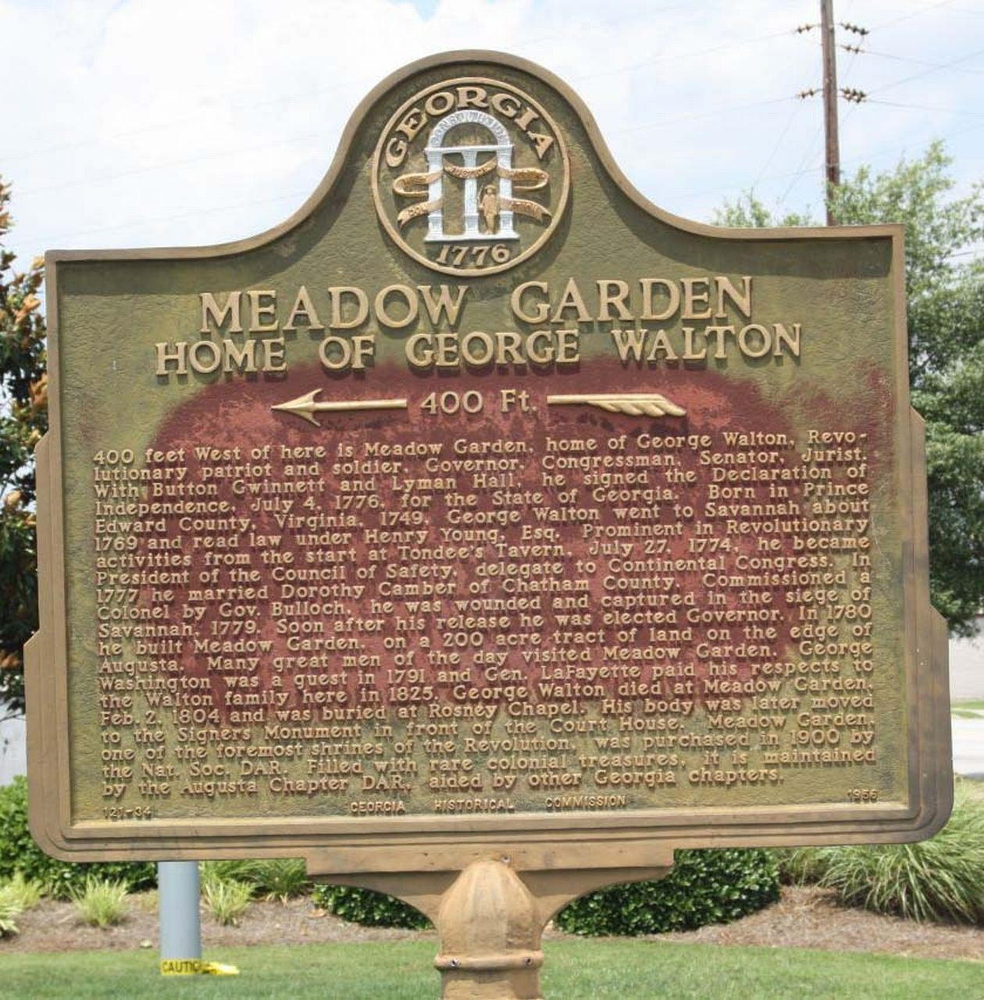 GEORGIA
CONSTITUTION
JUSTICE
1776
MEADOW GARDEN
HOME OF GEORGE WALTON
400 Ft.
400 feet West of here is Meadow Garden, home of George Walton, Revo-
lutionary patriot and soldier, Governor, Congressman, Senator, Jurist.
With Button Gwinnett and Lyman Hall, he signed the Declaration of
Independence, July 4, 1776, for the State of Georgia. Born in Prince
Edward County, Virginia, 1749, George Walton went to Savannah about
1769 and read law under Henry Young, Esq. Prominent in Revolutionary
activities from the start at Tondee's Tavern, July 27, 1774, he became
President of the Council of Safety, delegate to Continental Congress. In
1777 he married Dorothy Camber of Chatham County. Commissioned a
Colonel by Gov. Bulloch, he was wounded and captured in the siege of
Savannah, 1779. Soon after his release he was elected Governor. In 1780
he built Meadow Garden, on a 200 acre tract of land on the edge of
Augusta. Many great men of the day visited Meadow Garden. George
Washington was a guest in 1791 and Gen. LaFayette paid his respects to
the Walton family here in 1825. George Walton died at Meadow Garden,
Feb. 2, 1804 and was buried at Rosney Chapel. His body was later moved
to the Signers Monument in front of the Court House. Meadow Garden,
one of the foremost shrines of the Revolution, was purchased in 1900 by
the Nat. Soc. DAR. Filled with rare colonial treasures, it is maintained
by the Augusta Chapter DAR, aided by other Georgia chapters.
121-34 GEORGIA HISTORICAL COMMISSION 1956
CAUTION